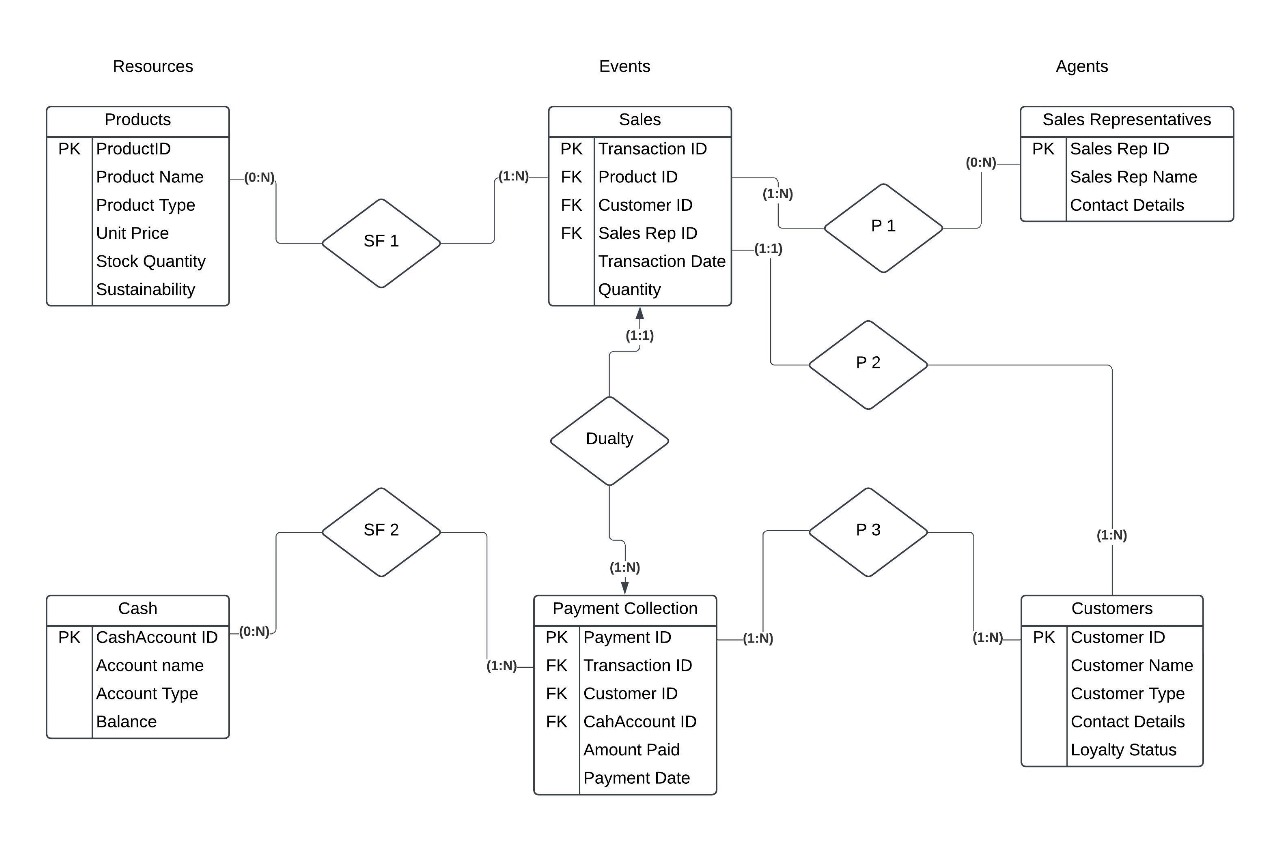 Resources
Events
Agents
Products
PK ProductID
Product Name
Product Type
Unit Price
Stock Quantity
Sustainability
(0:N)
SF 1
(1:N)
Sales
PK Transaction ID
FK Product ID
FK Customer ID
FK Sales Rep ID
Transaction Date
Quantity
(1:N)
P 1
(0:N)
Sales Representatives
PK Sales Rep ID
Sales Rep Name
Contact Details
(1:1)
P 2
(1:N)
(1:1)
Dualty
(1:N)
Cash
PK CashAccount ID
Account name
Account Type
Balance
(0:N)
SF 2
(1:N)
Payment Collection
PK Payment ID
FK Transaction ID
FK Customer ID
FK CahAccount ID
Amount Paid
Payment Date
(1:N)
P 3
(1:N)
Customers
PK Customer ID
Customer Name
Customer Type
Contact Details
Loyalty Status